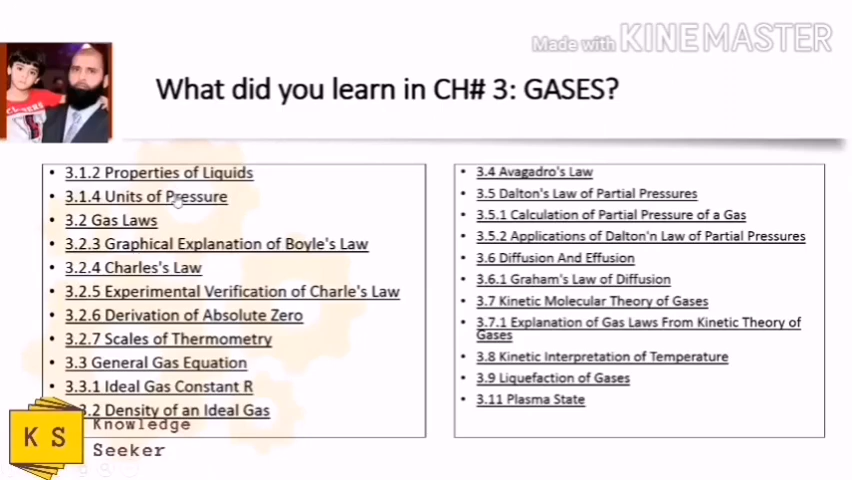 Made with KINEMASTER
What did you learn in CH# 3: GASES?
• 3.1.2 Properties of Liquids
• 3.1.4 Units of Pressure
• 3.2 Gas Laws
• 3.2.3 Graphical Explanation of Boyle's Law
• 3.2.4 Charles's Law
• 3.2.5 Experimental Verification of Charle's Law
• 3.2.6 Derivation of Absolute Zero
• 3.2.7 Scales of Thermometry
• 3.3 General Gas Equation
• 3.3.1 Ideal Gas Constant R
3.2 Density of an Ideal Gas
• 3.4 Avagadro's Law
• 3.5 Dalton's Law of Partial Pressures
• 3.5.1 Calculation of Partial Pressure of a Gas
• 3.5.2 Applications of Dalton'n Law of Partial Pressures
• 3.6 Diffusion And Effusion
• 3.6.1 Graham's Law of Diffusion
• 3.7 Kinetic Molecular Theory of Gases
• 3.7.1 Explanation of Gas Laws From Kinetic Theory of
Gases
• 3.8 Kinetic Interpretation of Temperature
• 3.9 Liquefaction of Gases
• 3.11 Plasma State
K S
Knowledge
Seeker